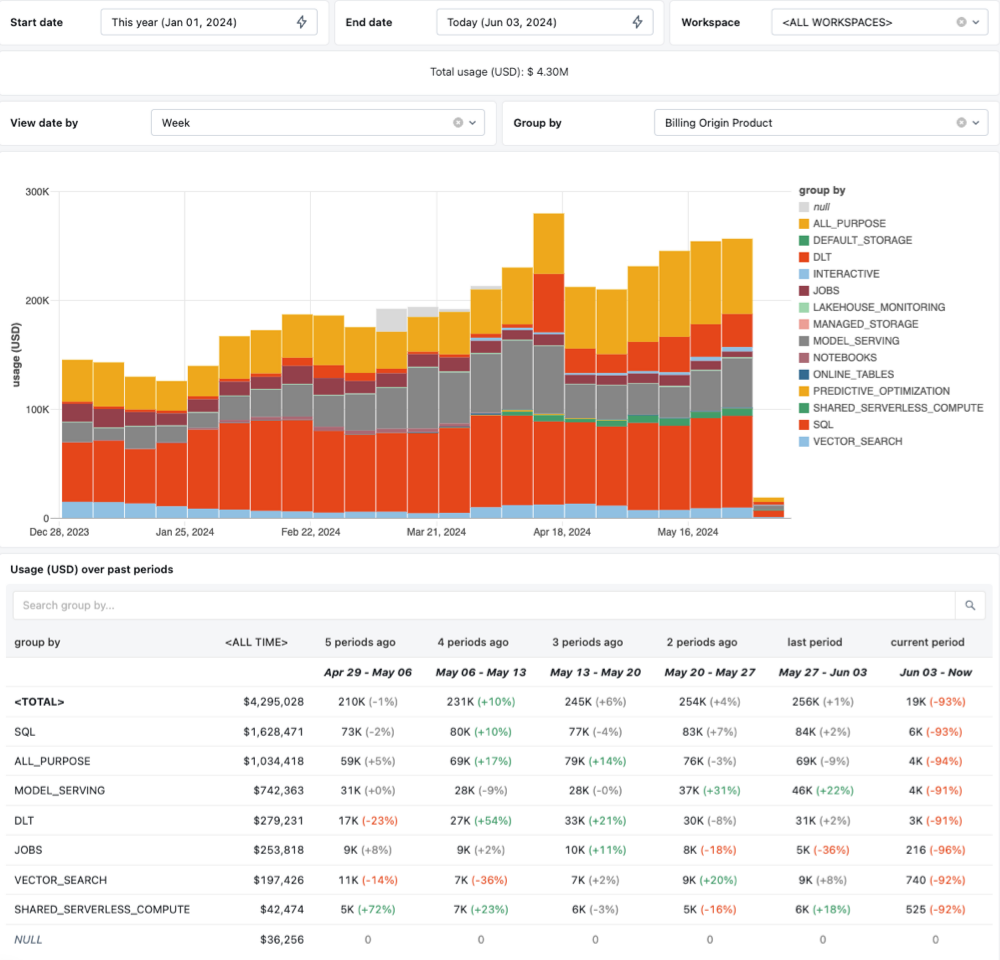 Start date This year (Jan 01, 2024) End date Today (Jun 03, 2024) Workspace <ALL WORKSPACES>
Total usage (USD): $ 4.30M
View date by Week Group by Billing Origin Product
300K
200K
100K
0
usage (USD)
Dec 28, 2023 Jan 25, 2024 Feb 22, 2024 Mar 21, 2024 Apr 18, 2024 May 16, 2024
group by
null
ALL_PURPOSE
DEFAULT_STORAGE
DLT
INTERACTIVE
JOBS
LAKEHOUSE_MONITORING
MANAGED_STORAGE
MODEL_SERVING
NOTEBOOKS
ONLINE_TABLES
PREDICTIVE_OPTIMIZATION
SHARED_SERVERLESS_COMPUTE
SQL
VECTOR_SEARCH
Usage (USD) over past periods
Search group by...
group by <ALL TIME> 5 periods ago 4 periods ago 3 periods ago 2 periods ago last period current period
Apr 29 - May 06 May 06 - May 13 May 13 - May 20 May 20 - May 27 May 27 - Jun 03 Jun 03 - Now
<TOTAL> $4,295,028 210K (-1%) 231K (+10%) 245K (+6%) 254K (+4%) 256K (+1%) 19K (-93%)
SQL $1,628,471 73K (-2%) 80K (+10%) 77K (-4%) 83K (+7%) 84K (+2%) 6K (-93%)
ALL_PURPOSE $1,034,418 59K (+5%) 69K (+17%) 79K (+14%) 76K (-3%) 69K (-9%) 4K (-94%)
MODEL_SERVING $742,363 31K (+0%) 28K (-9%) 28K (-0%) 37K (+31%) 46K (+22%) 4K (-91%)
DLT $279,231 17K (-23%) 27K (+54%) 33K (+21%) 30K (-8%) 31K (+2%) 3K (-91%)
JOBS $253,818 9K (+8%) 9K (+2%) 10K (+11%) 8K (-18%) 5K (-36%) 216 (-96%)
VECTOR_SEARCH $197,426 11K (-14%) 7K (-36%) 7K (+2%) 9K (+20%) 9K (+8%) 740 (-92%)
SHARED_SERVERLESS_COMPUTE $42,474 5K (+72%) 7K (+23%) 6K (-3%) 5K (-16%) 6K (+18%) 525 (-92%)
NULL $36,256 0 0 0 0 0 0